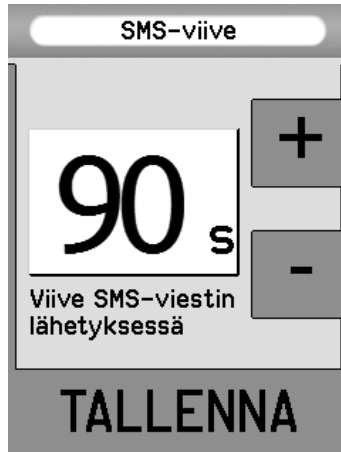 SMS-viive
+
90 s
-
Viive SMS-viestin
lähetyksessä
TALLENNA